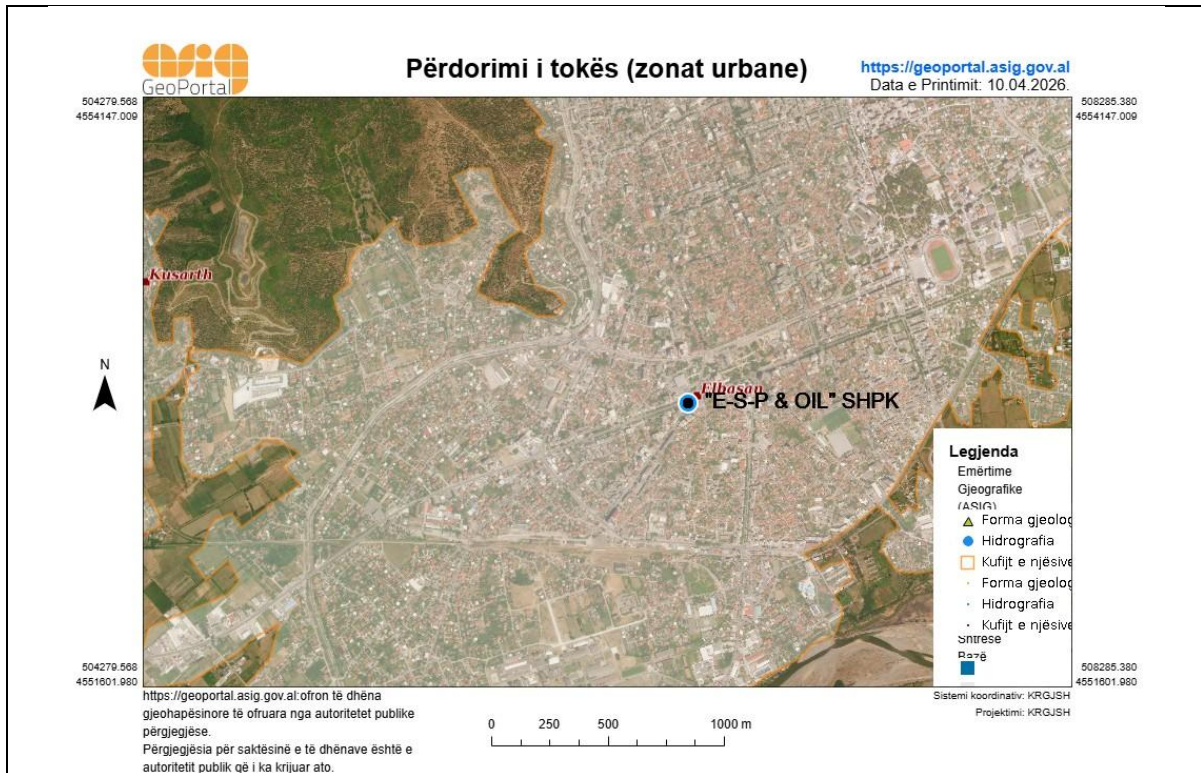 asig
GeoPortal
Përdorimi i tokës (zonat urbane)
https://geoportal.asig.gov.al
Data e Printimit: 10.04.2026.
504279.568
4554147.009
508285.380
4554147.009
Kusarth
N
Elbasan
"E-S-P & OIL" SHPK
Legjenda
Emërtime
Gjeografike
(ASIG)
Forma gjeolog
Hidrografia
Kufijt e njësive
Forma gjeolog
Hidrografia
Kufijt e njësive
Shtresë
Bazë
504279.568
4551601.980
508285.380
4551601.980
https://geoportal.asig.gov.al:ofron të dhëna
gjeohapësinore të ofruara nga autoritetet publike
përgjegjëse.
Përgjegjësia për saktësinë e të dhënave është e
autoritetit publik që i ka krijuar ato.
0 250 500 1000 m
Sistemi koordinativ: KRGJSH
Projektimi: KRGJSH